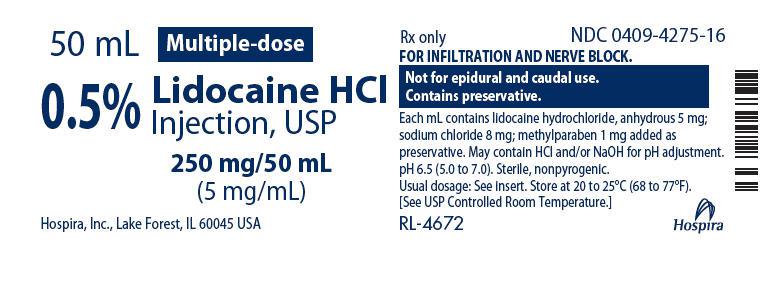 50 mL Multiple-dose
0.5% Lidocaine HCl
Injection, USP
250 mg/50 mL
(5 mg/mL)
Hospira, Inc., Lake Forest, IL 60045 USA
Rx only NDC 0409-4275-16
FOR INFILTRATION AND NERVE BLOCK.
Not for epidural and caudal use.
Contains preservative.
Each mL contains lidocaine hydrochloride, anhydrous 5 mg;
sodium chloride 8 mg; methylparaben 1 mg added as
preservative. May contain HCl and/or NaOH for pH adjustment.
pH 6.5 (5.0 to 7.0). Sterile, nonpyrogenic.
Usual dosage: See insert. Store at 20 to 25°C (68 to 77°F).
[See USP Controlled Room Temperature.]
RL-4672
Hospira